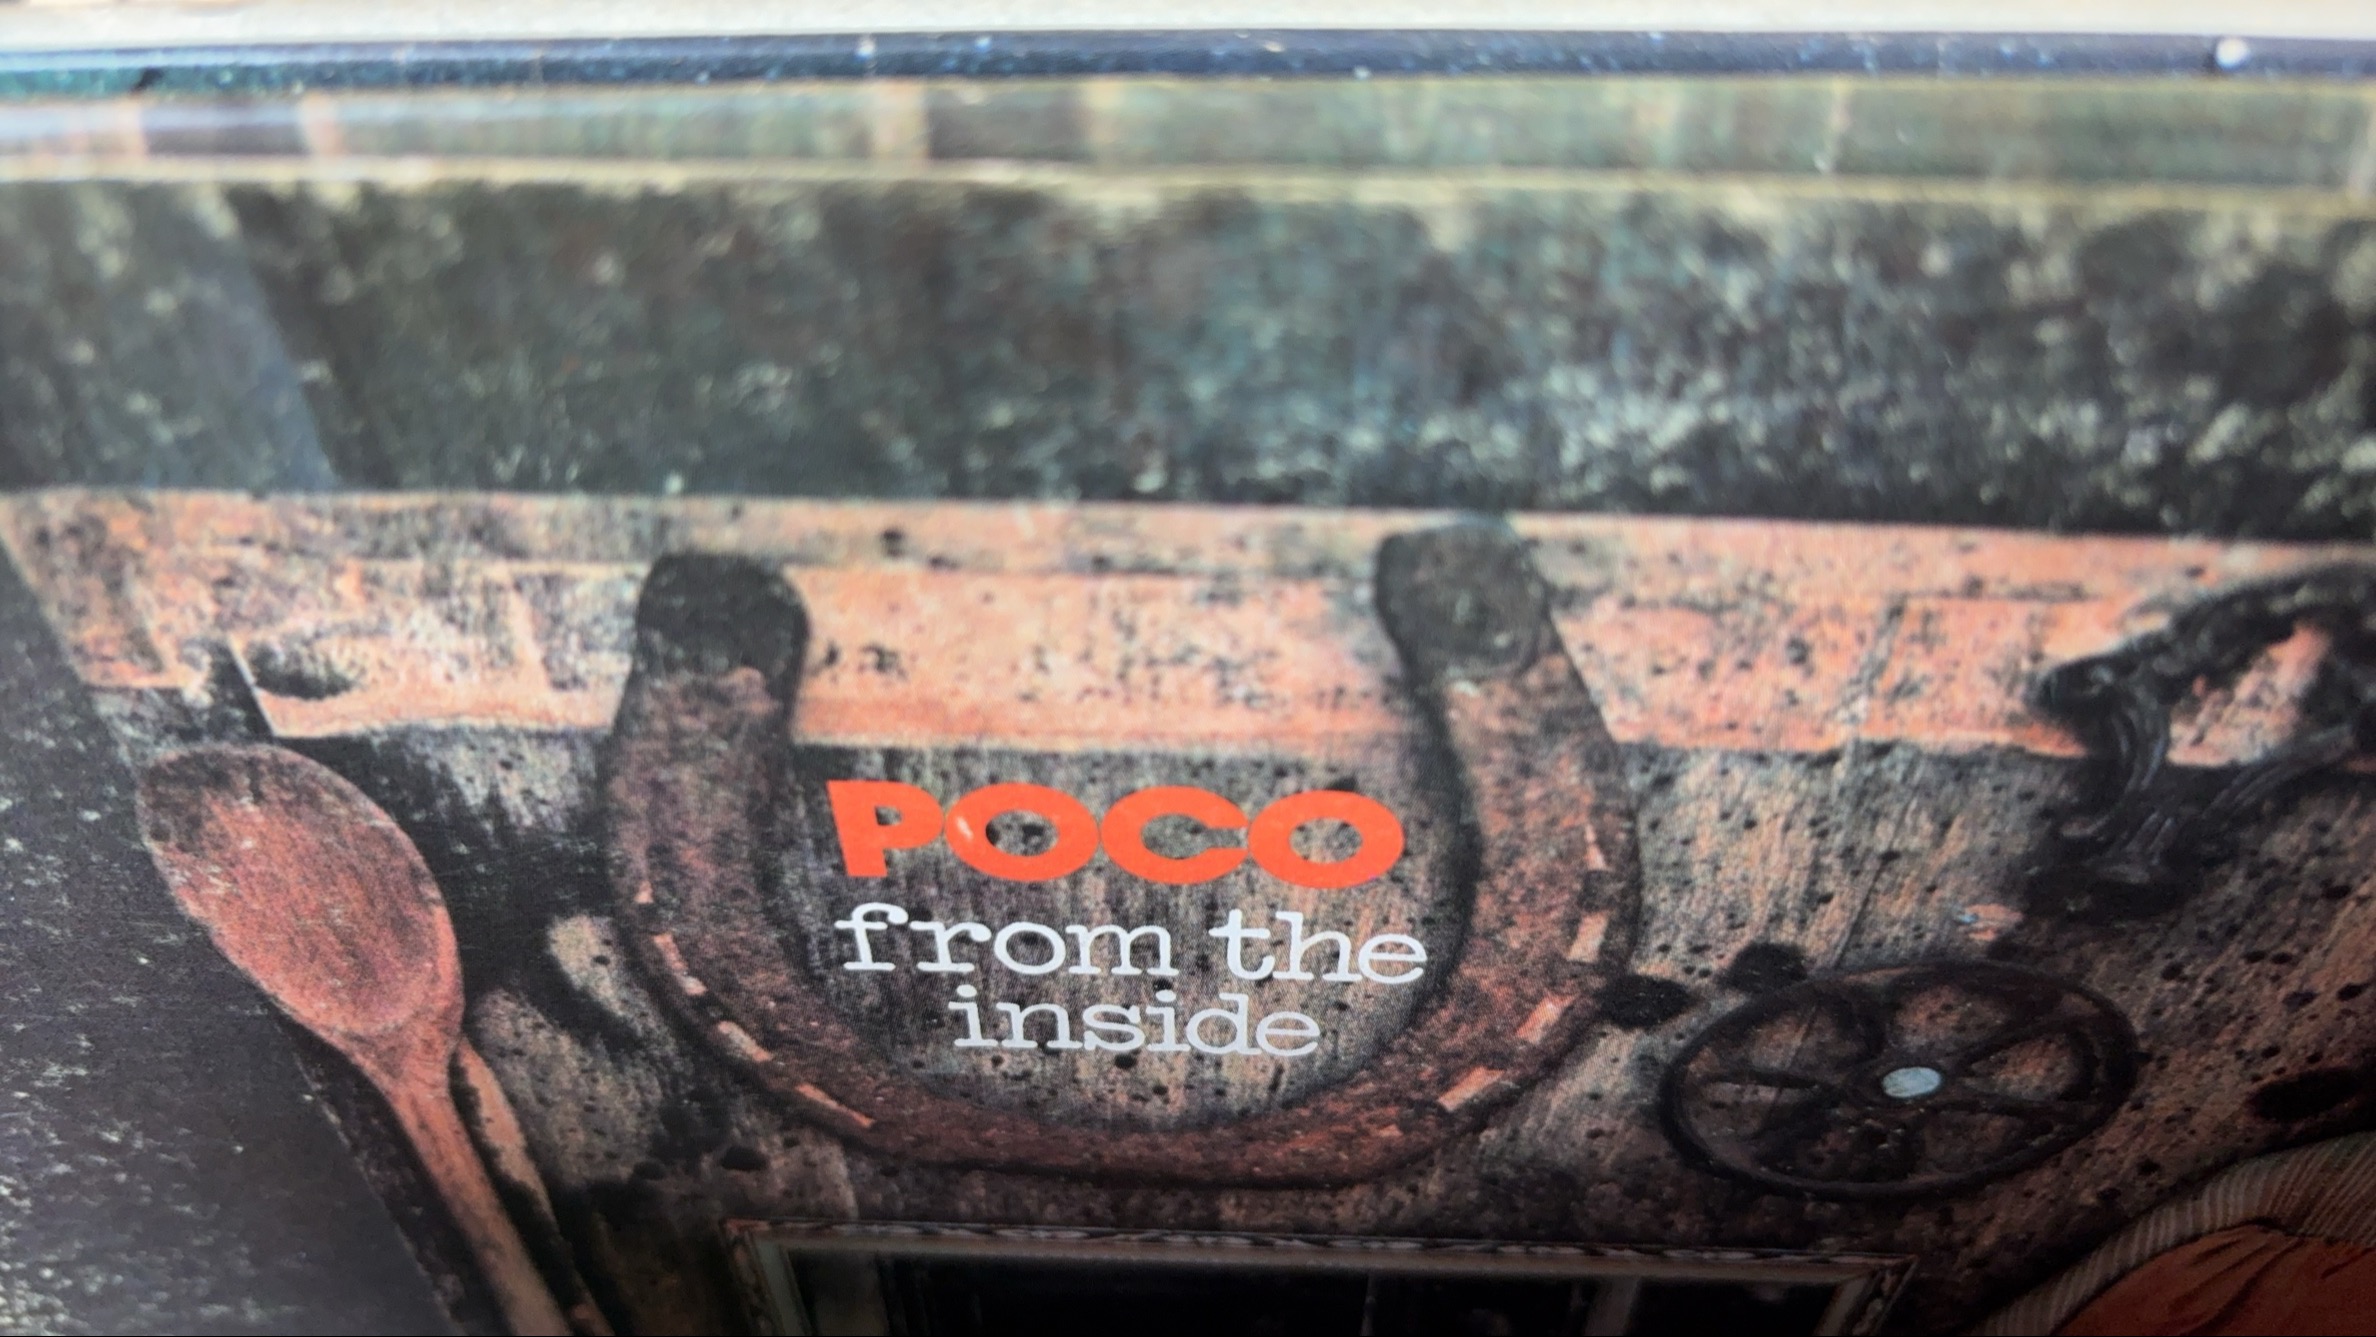 POCO
from the
inside